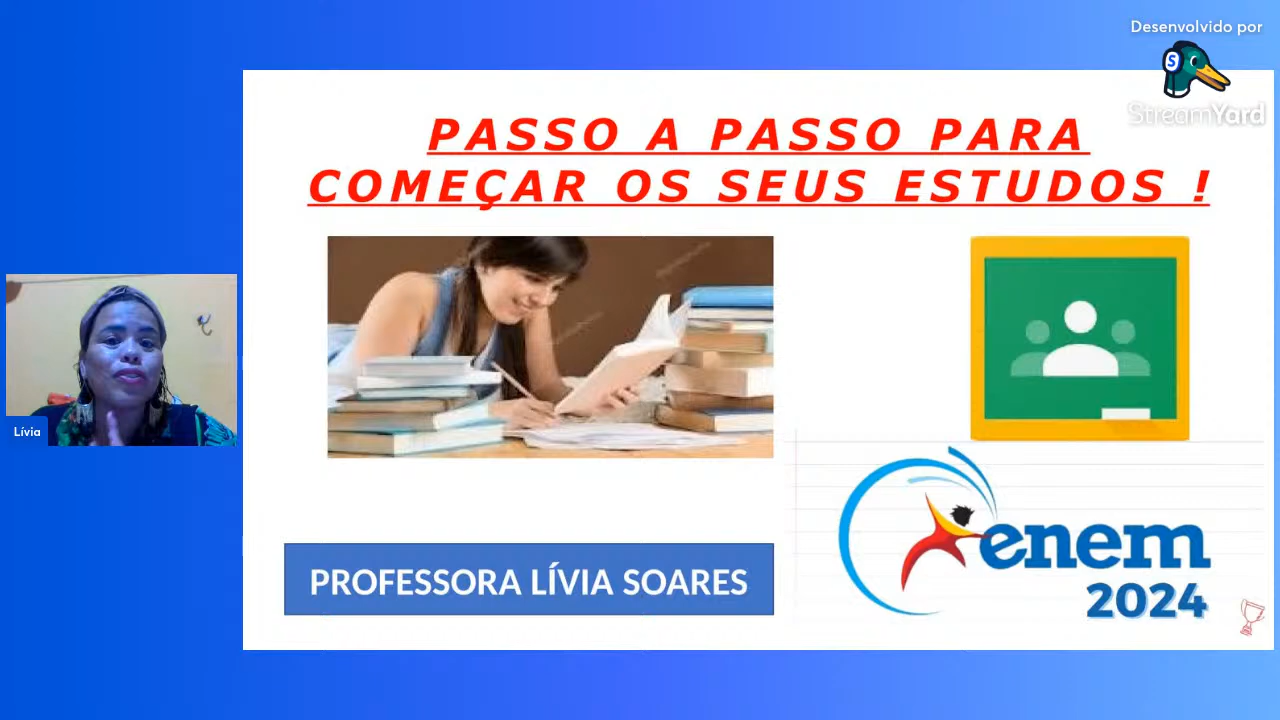 Desenvolvido por
StreamYard
PASSO A PASSO PARA
COMEÇAR OS SEUS ESTUDOS !
Lívia
enem
2024
PROFESSORA LÍVIA SOARES